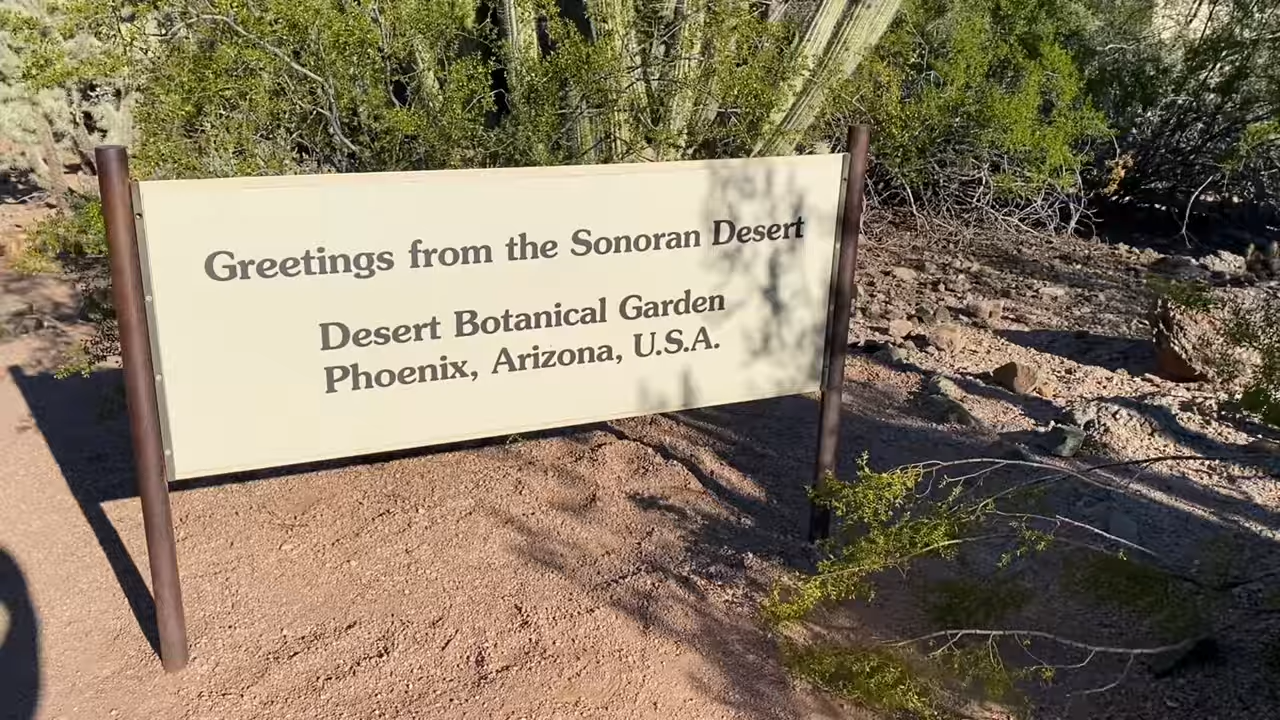 Greetings from the Sonoran Desert
Desert Botanical Garden
Phoenix, Arizona, U.S.A.